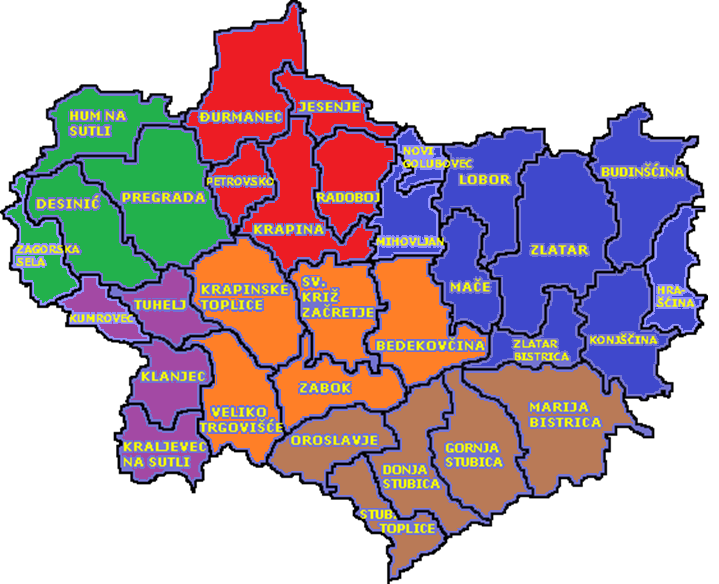 HUM NA
SUTLI
ĐURMANEC
JESENJE
NOVI
GOLUBOVEC
LOBOR
BUDINŠĆINA
DESINIĆ
PREGRADA
PETROVSKO
RADOBOJ
KRAPINA
MIHOVLJAN
ZLATAR
ZAGORSKA
SELA
KUMROVEC
TUHELJ
KRAPINSKE
TOPLICE
SV.
KRIŽ
ZAČRETJE
MAČE
HRA-
ŠĆINA
BEDEKOVČINA
ZLATAR
BISTRICA
KONJŠČINA
KLANJEC
ZABOK
VELIKO
TRGOVIŠĆE
MARIJA
BISTRICA
KRALJEVEC
NA SUTLI
OROSLAVJE
DONJA
STUBICA
GORNJA
STUBICA
STUB.
TOPLICE